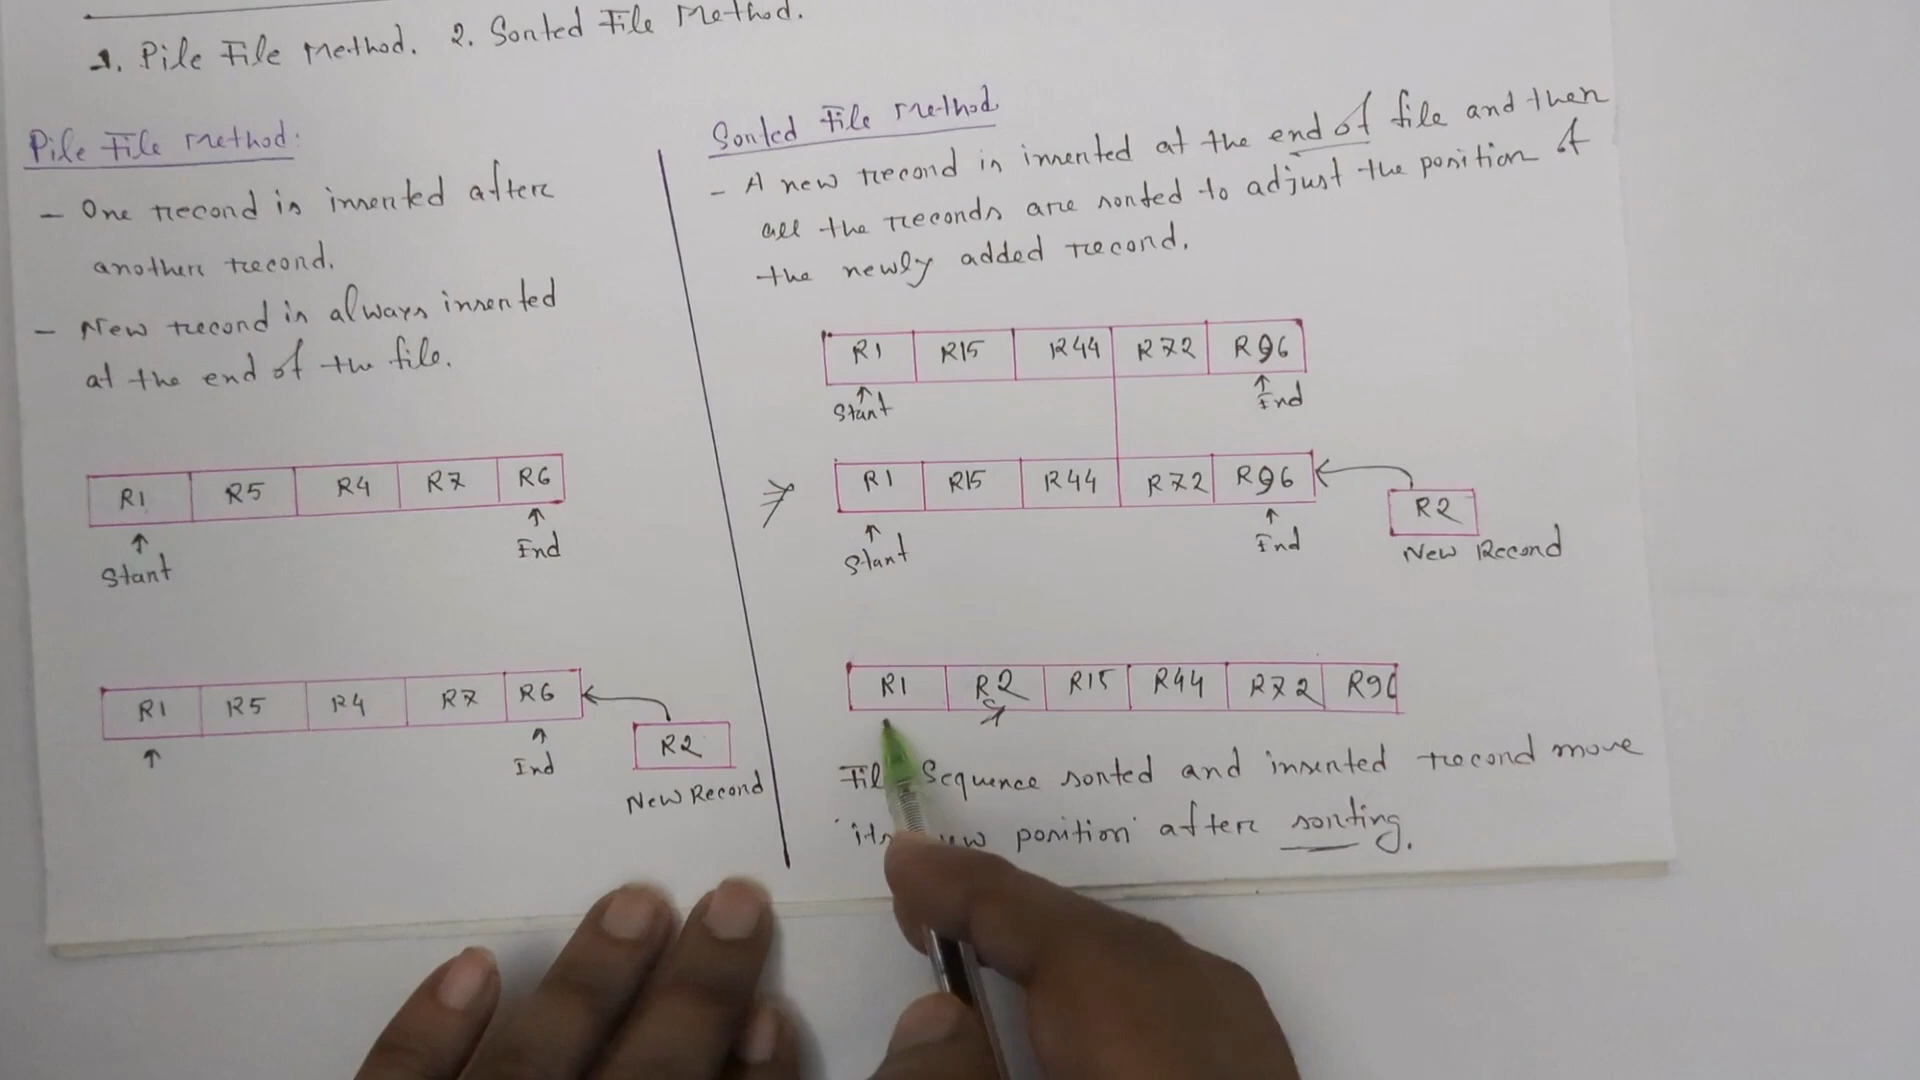 1. Pile File Method. 2. Sorted File Method.
Pile File Method:
- One record is inserted after
another record.
- New record is always inserted
at the end of the file.
R1 R5 R4 R7 R6
Start End
R1 R5 R4 R7 R6
End
R2
New Record
Sorted File Method
- A new record is inserted at the end of file and then
all the records are sorted to adjust the position of
the newly added record.
R1 R15 R44 R72 R96
Start End
R1 R15 R44 R72 R96
R2
Start End New Record
R1 R2 R15 R44 R72 R96
Sequence sorted and inserted record move
position after sorting.